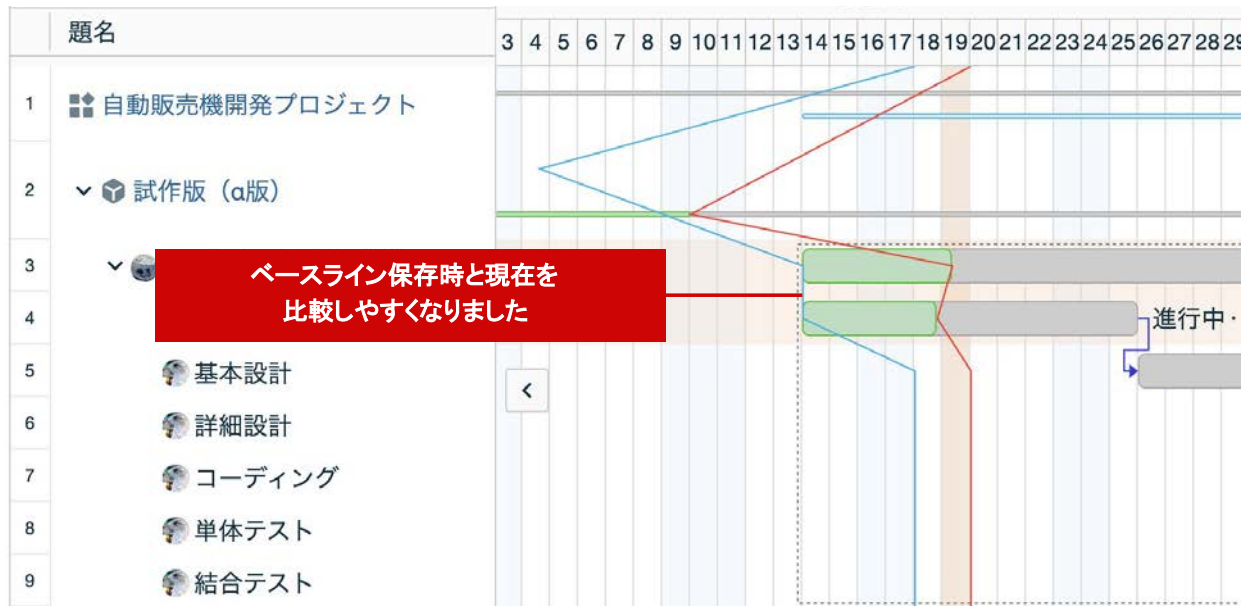 題名
3 4 5 6 7 8 9 10 11 12 13 14 15 16 17 18 19 20 21 22 23 24 25 26 27 28 29
1 自動販売機開発プロジェクト
2 試作版（α版）
3
ベースライン保存時と現在を
比較しやすくなりました
4 進行中・
5 基本設計
6 詳細設計
7 コーディング
8 単体テスト
9 結合テスト